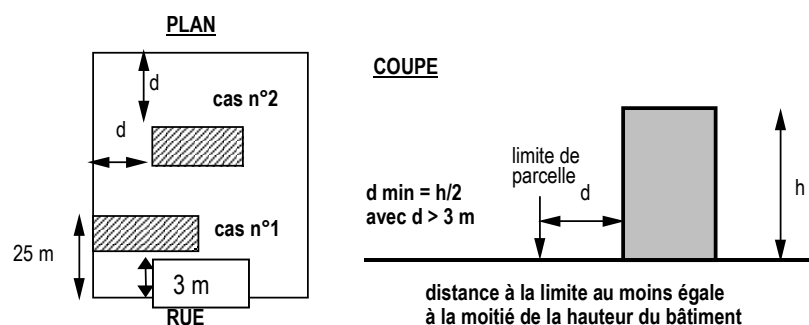 PLAN
d
cas n°2
d
cas n°1
25 m
3 m
RUE
COUPE
limite de
parcelle
d min = h/2
avec d > 3 m
d
h
distance à la limite au moins égale
à la moitié de la hauteur du bâtiment